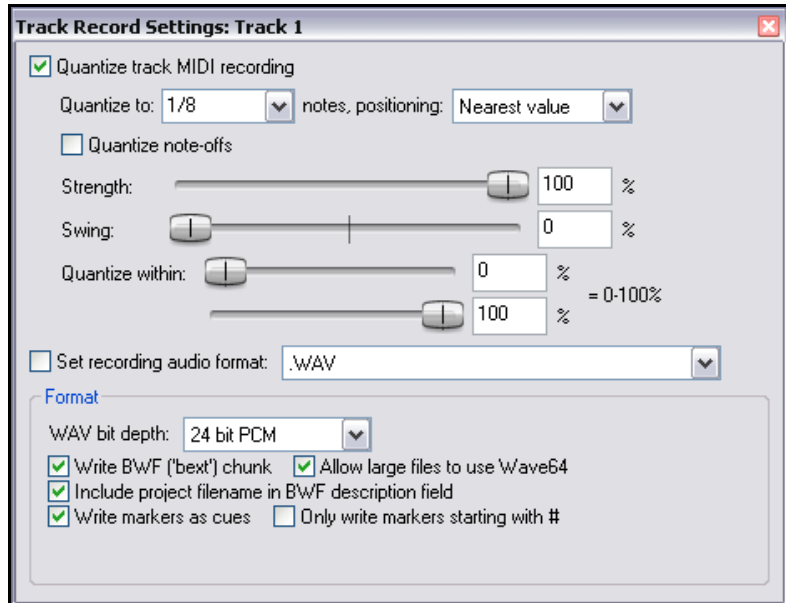 Track Record Settings: Track 1
Quantize track MIDI recording
Quantize to: 1/8 notes, positioning: Nearest value
Quantize note-offs
Strength: 100 %
Swing: 0 %
Quantize within: 0 %
= 0-100%
100 %
Set recording audio format: .WAV
Format
WAV bit depth: 24 bit PCM
Write BWF ('bext') chunk Allow large files to use Wave64
Include project filename in BWF description field
Write markers as cues Only write markers starting with #